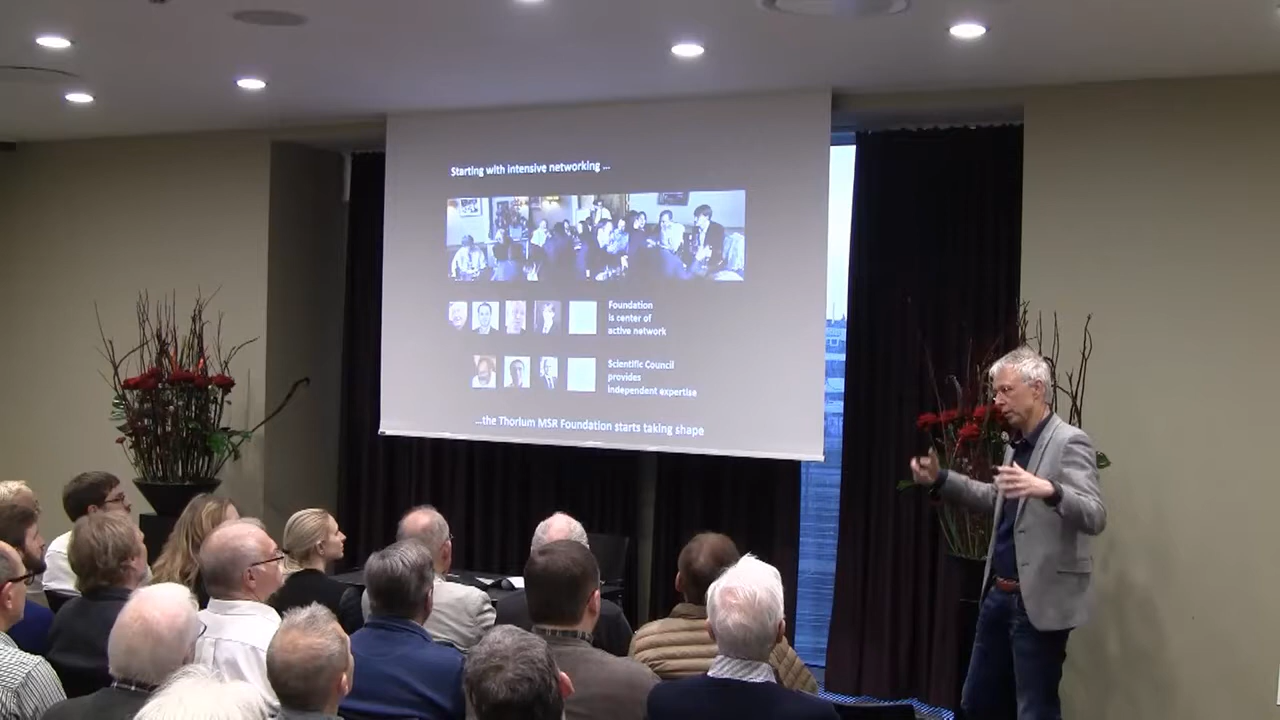 Starting with intensive networking ...
Foundation
is center of
active network
Scientific Council
provides
independent expertise
...the Thorium MSR Foundation starts taking shape